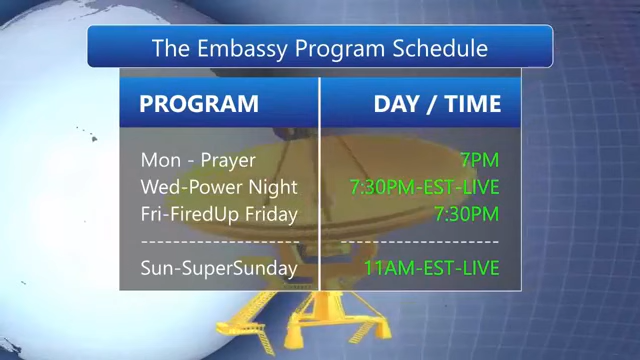 The Embassy Program Schedule
PROGRAM DAY / TIME
Mon - Prayer 7PM
Wed-Power Night 7:30PM-EST-LIVE
Fri-FiredUp Friday 7:30PM
-------------------- --------------------
Sun-SuperSunday 11AM-EST-LIVE